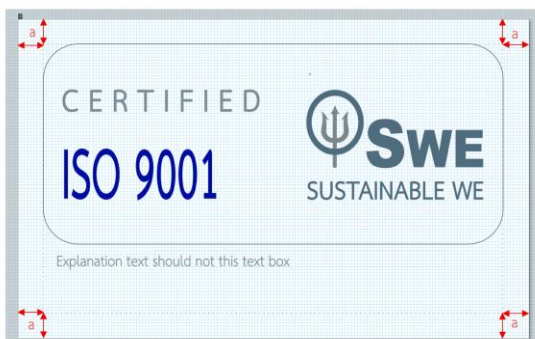 a
a
CERTIFIED
ISO 9001
SWE
SUSTAINABLE WE
Explanation text should not this text box
a
a